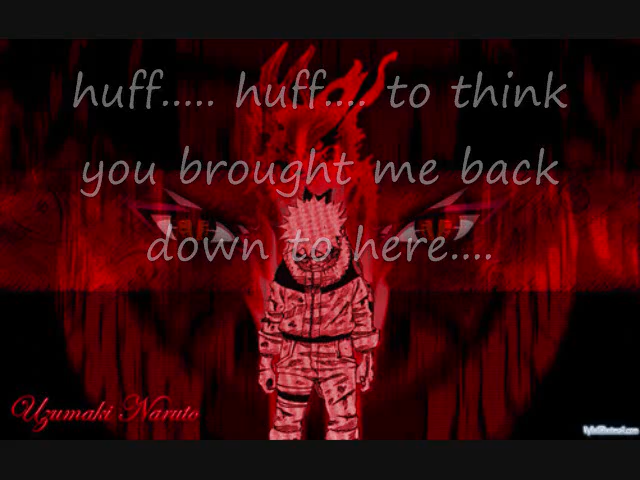 huff..... huff.... to think
you brought me back
down to here....
Uzumaki Naruto